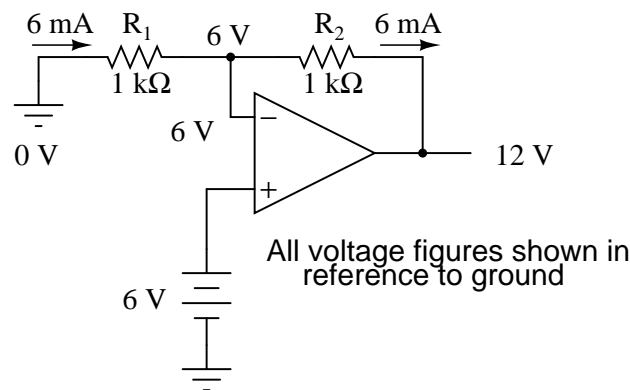 6 mA R1 6 V R2 6 mA
1 kΩ 1 kΩ
6 V −
0 V 12 V
+
All voltage figures shown in
reference to ground
6 V